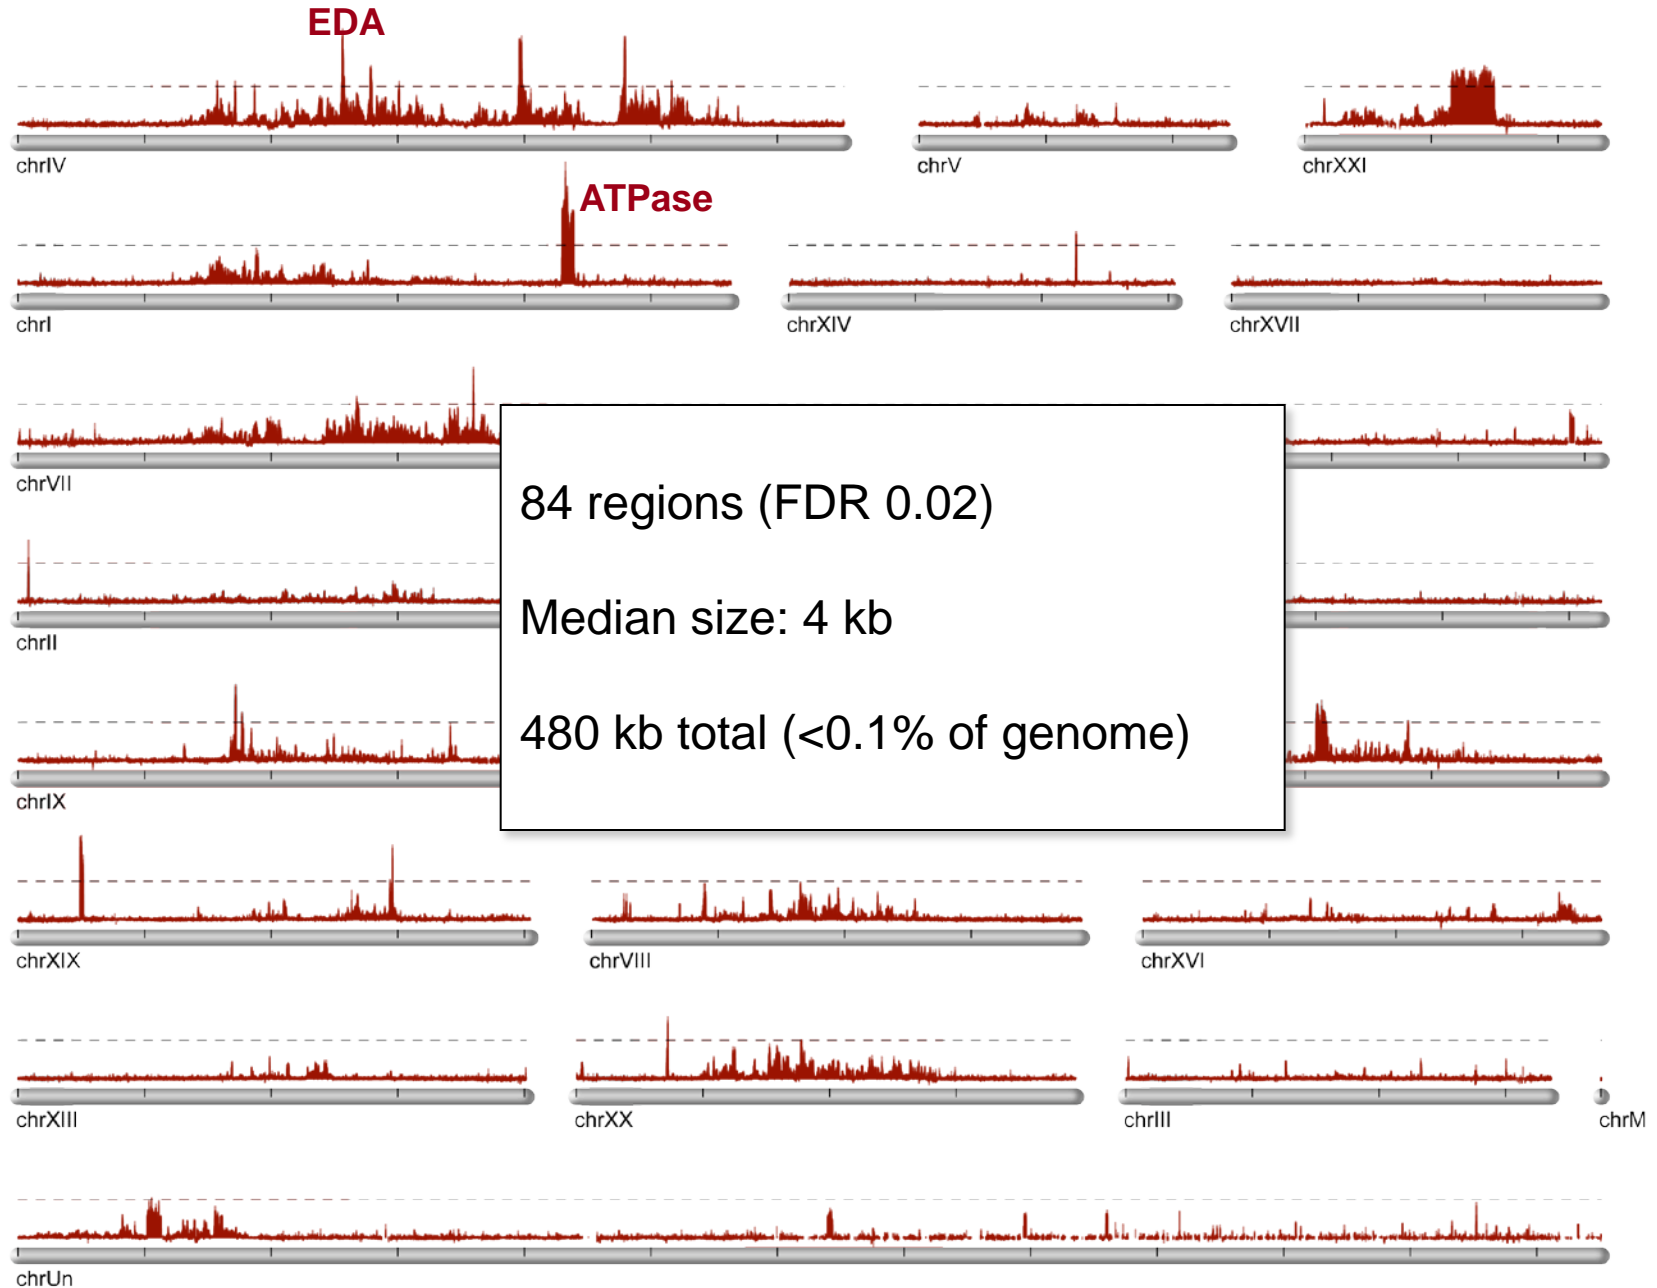 EDA
chrIV
chrV
chrXXI
ATPase
chrI
chrXIV
chrXVII
chrVII
84 regions (FDR 0.02)
chrII
Median size: 4 kb
480 kb total (<0.1% of genome)
chrIX
chrXIX
chrVIII
chrXVI
chrXIII
chrXX
chrIII
chrM
chrUn